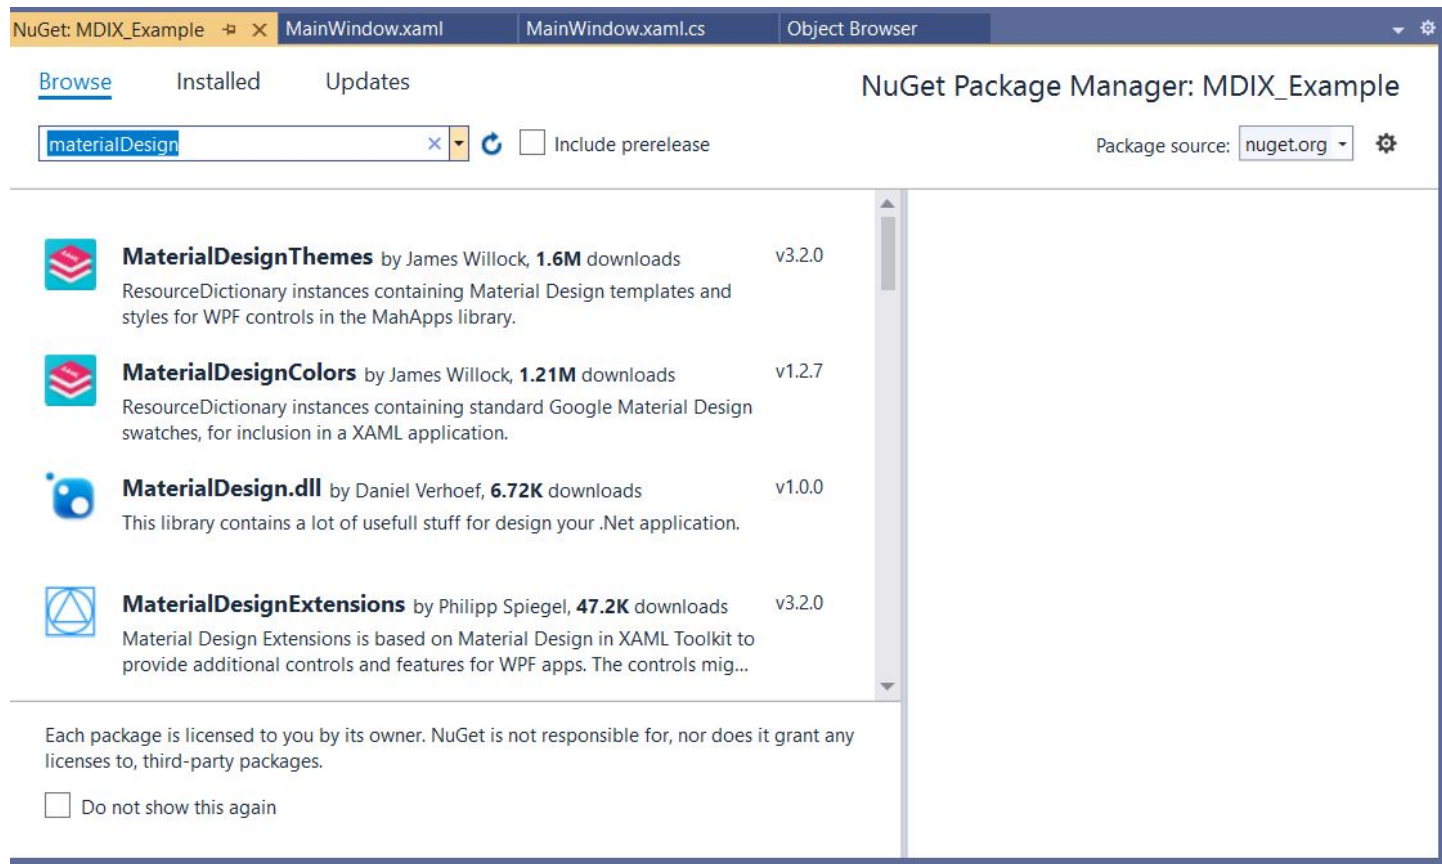 NuGet: MDIX_Example
MainWindow.xaml
MainWindow.xaml.cs
Object Browser
Browse
Installed
Updates
NuGet Package Manager: MDIX_Example
materialDesign
Include prerelease
Package source: nuget.org
MaterialDesignThemes by James Willock, 1.6M downloads
v3.2.0
ResourceDictionary instances containing Material Design templates and
styles for WPF controls in the MahApps library.
MaterialDesignColors by James Willock, 1.21M downloads
v1.2.7
ResourceDictionary instances containing standard Google Material Design
swatches, for inclusion in a XAML application.
MaterialDesign.dll by Daniel Verhoef, 6.72K downloads
v1.0.0
This library contains a lot of usefull stuff for design your .Net application.
MaterialDesignExtensions by Philipp Spiegel, 47.2K downloads
v3.2.0
Material Design Extensions is based on Material Design in XAML Toolkit to
provide additional controls and features for WPF apps. The controls mig...
Each package is licensed to you by its owner. NuGet is not responsible for, nor does it grant any
licenses to, third-party packages.
Do not show this again